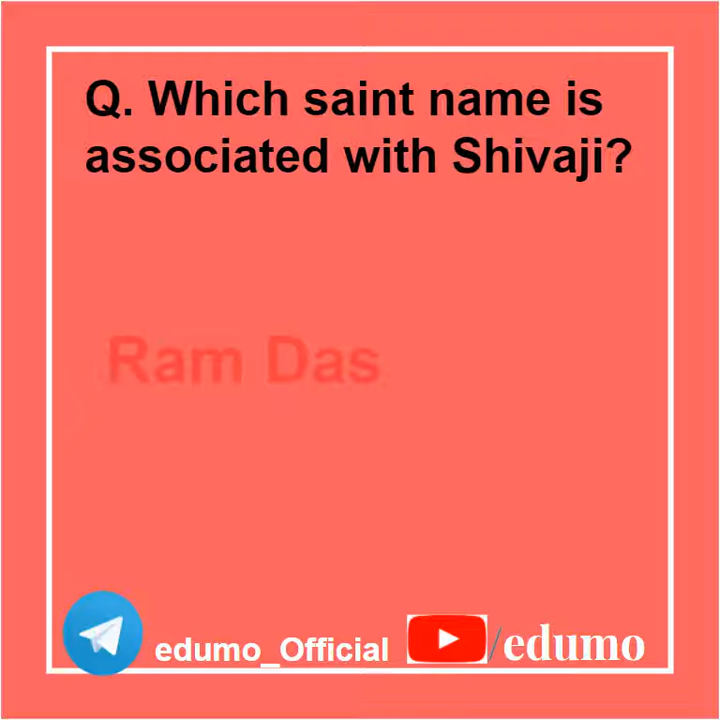 Q. Which saint name is
associated with Shivaji?
Ram Das
edumo_Official /edumo